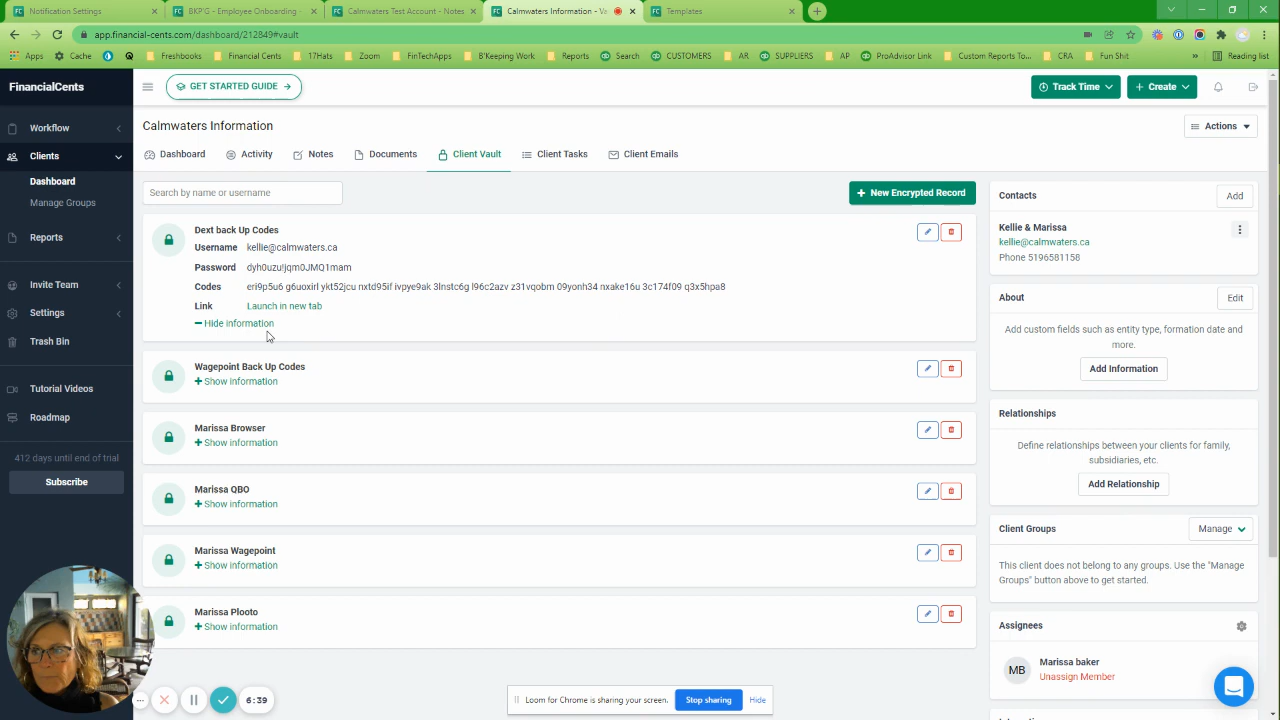 Notification Settings
BKP'G - Employee Onboarding -
Calmwaters Test Account - Notes
Calmwaters Information - Va
Templates
app.financial-cents.com/dashboard/212849#vault
Apps
Cache
Freshbooks
Financial Cents
17Hats
Zoom
FinTechApps
B'Keeping Work
Reports
Search
CUSTOMERS
AR
SUPPLIERS
AP
ProAdvisor Link
Custom Reports To...
CRA
Fun Shit
»
Reading list
FinancialCents
GET STARTED GUIDE →
Track Time
+ Create
Workflow
Clients
Dashboard
Manage Groups
Reports
Invite Team
Settings
Trash Bin
Tutorial Videos
Roadmap
412 days until end of trial
Subscribe
Calmwaters Information
Actions
Dashboard
Activity
Notes
Documents
Client Vault
Client Tasks
Client Emails
Search by name or username
+ New Encrypted Record
Dext back Up Codes
Username kellie@calmwaters.ca
Password dyh0uzu!jqm0JMQ1mam
Codes eri9p5u6 g6uoxirl ykt52jcu nxtd95if ivpye9ak 3lnstc6g l96c2azv z31vqobm 09yonh34 nxake16u 3c174f09 q3x5hpa8
Link Launch in new tab
Hide information
Wagepoint Back Up Codes
+ Show information
Marissa Browser
+ Show information
Marissa QBO
+ Show information
Marissa Wagepoint
+ Show information
Marissa Plooto
+ Show information
Contacts
Add
Kellie & Marissa
kellie@calmwaters.ca
Phone 5196581158
About
Edit
Add custom fields such as entity type, formation date and
more.
Add Information
Relationships
Define relationships between your clients for family,
subsidiaries, etc.
Add Relationship
Client Groups
Manage
This client does not belong to any groups. Use the "Manage
Groups" button above to get started.
Assignees
MB
Marissa baker
Unassign Member
6:39
Loom for Chrome is sharing your screen.
Stop sharing
Hide